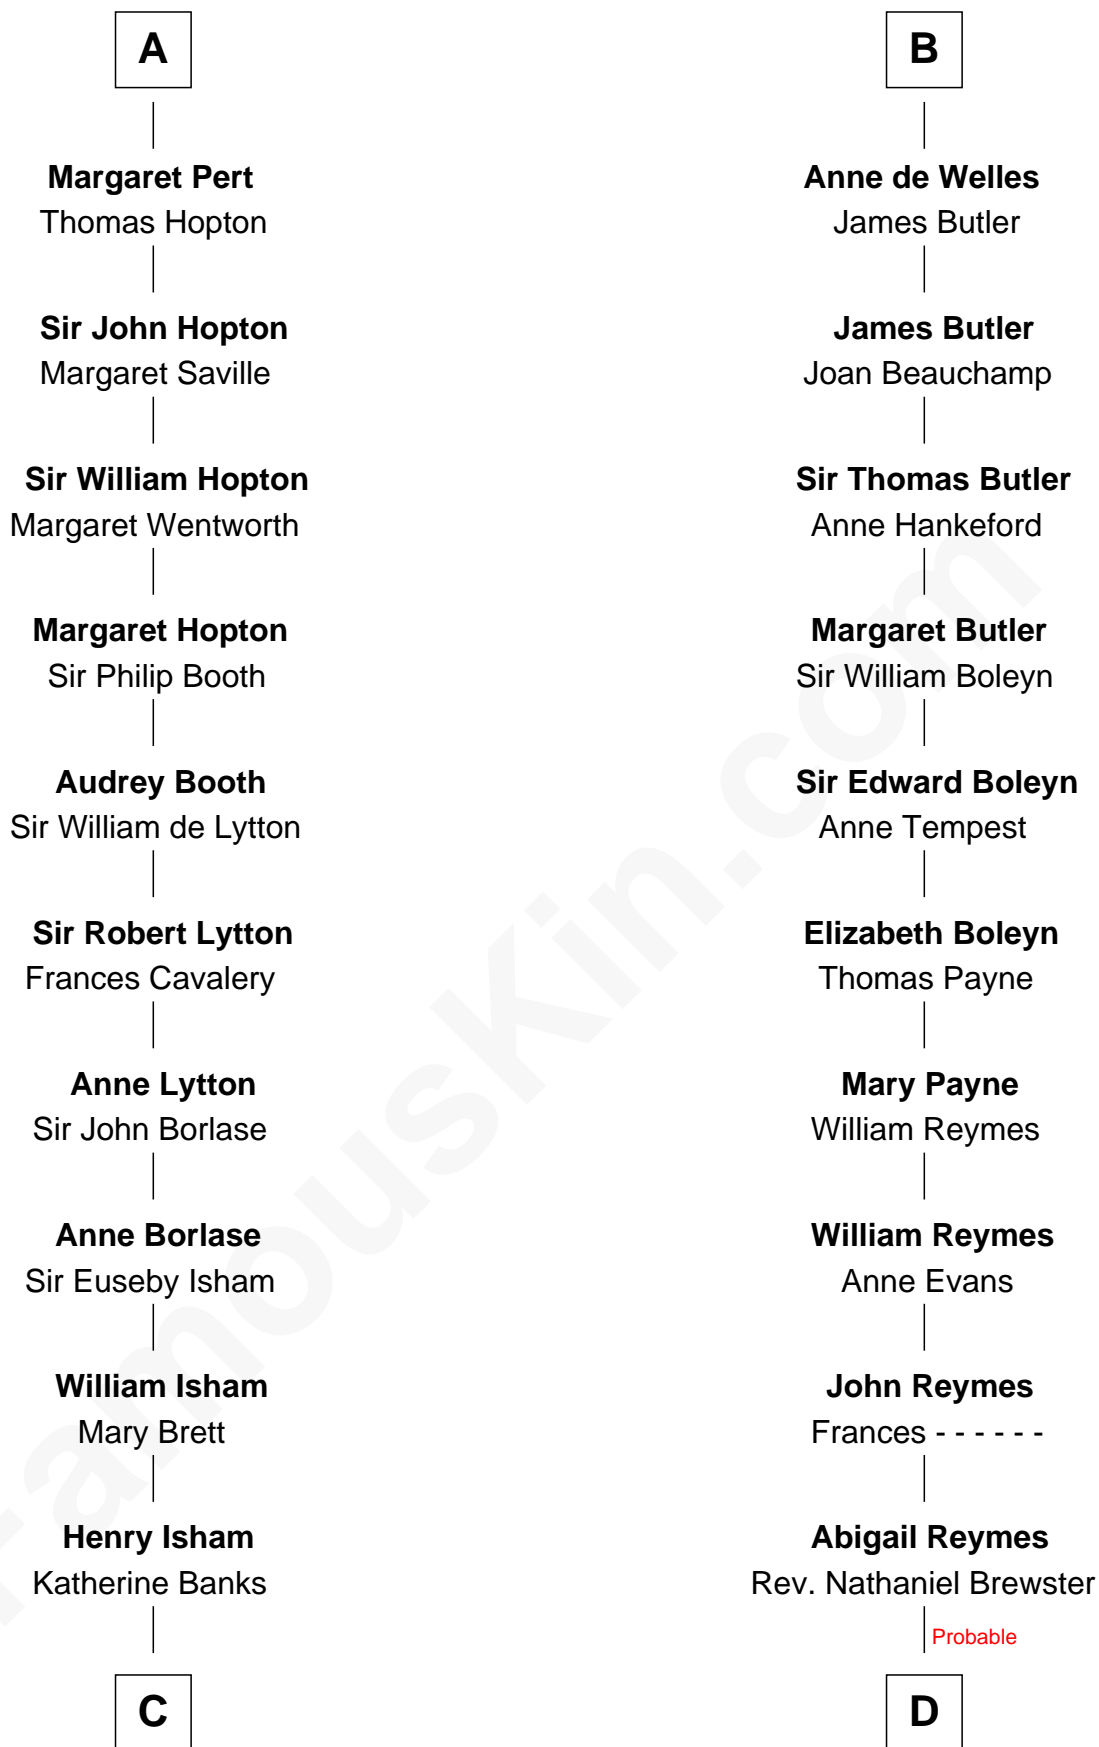 A
Margaret Pert
Thomas Hopton
Sir John Hopton
Margaret Saville
Sir William Hopton
Margaret Wentworth
Margaret Hopton
Sir Philip Booth
Audrey Booth
Sir William de Lytton
Sir Robert Lytton
Frances Cavalery
Anne Lytton
Sir John Borlase
Anne Borlase
Sir Euseby Isham
William Isham
Mary Brett
Henry Isham
Katherine Banks
C
B
Anne de Welles
James Butler
James Butler
Joan Beauchamp
Sir Thomas Butler
Anne Hankeford
Margaret Butler
Sir William Boleyn
Sir Edward Boleyn
Anne Tempest
Elizabeth Boleyn
Thomas Payne
Mary Payne
William Reymes
William Reymes
Anne Evans
John Reymes
Frances - - - - - -
Abigail Reymes
Rev. Nathaniel Brewster
Probable
D
FamousKin.com